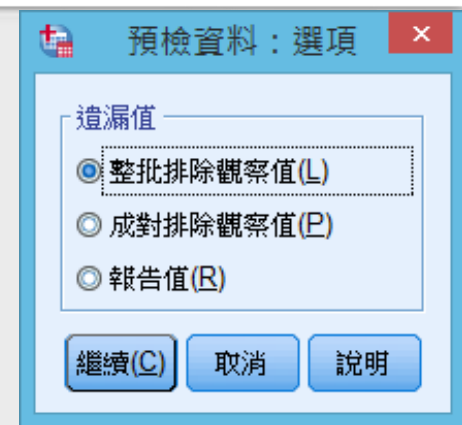 預檢資料：選項
遺漏值
整批排除觀察值(L)
成對排除觀察值(P)
報告值(R)
繼續(C) 取消 說明